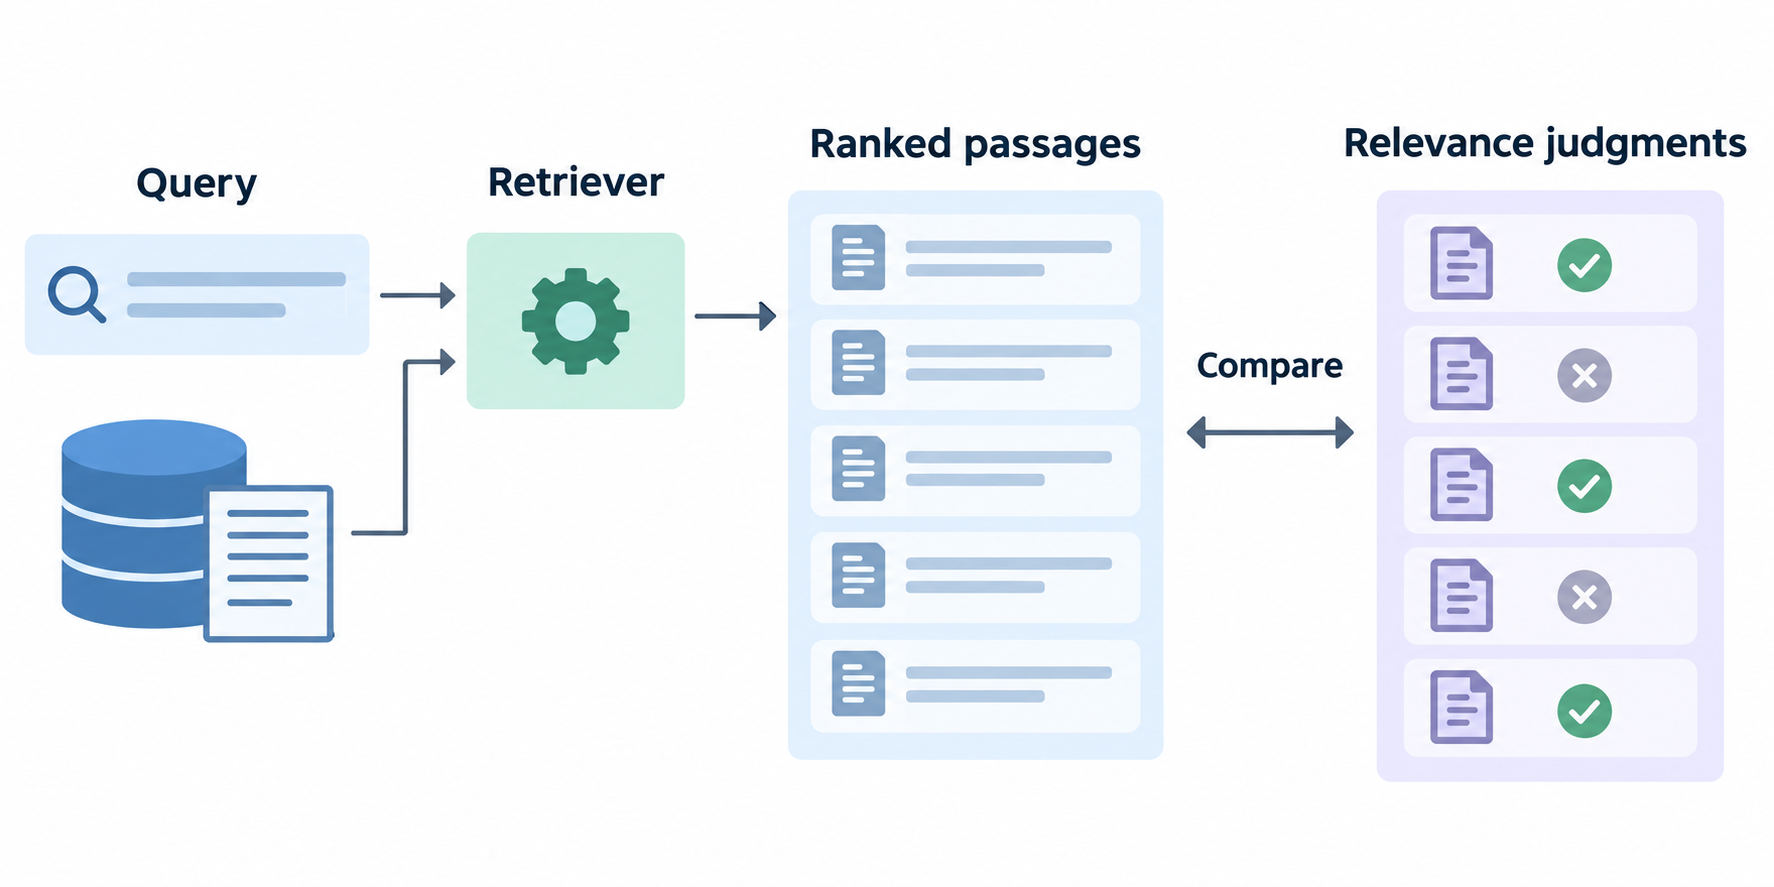 Query
Retriever
Ranked passages
Compare
Relevance judgments